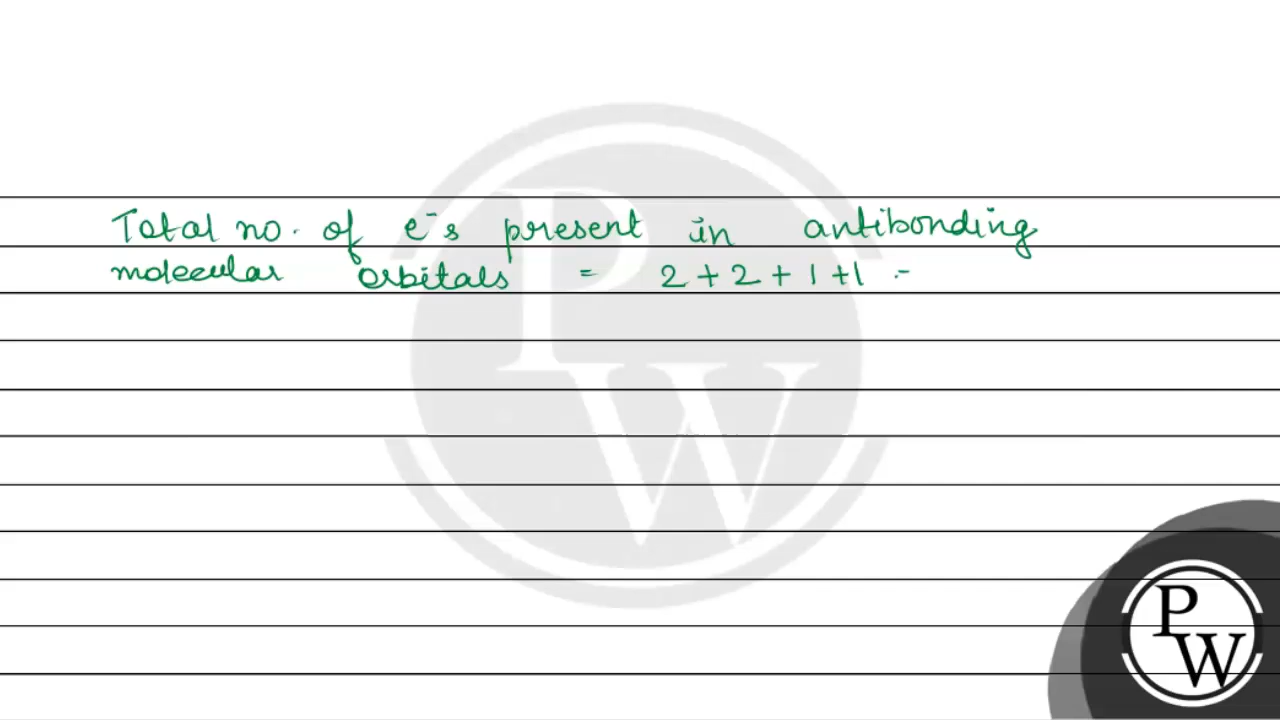 Total no. of e⁻s present in antibonding
molecular orbitals = 2 + 2 + 1 + 1 =
P
W
P
W